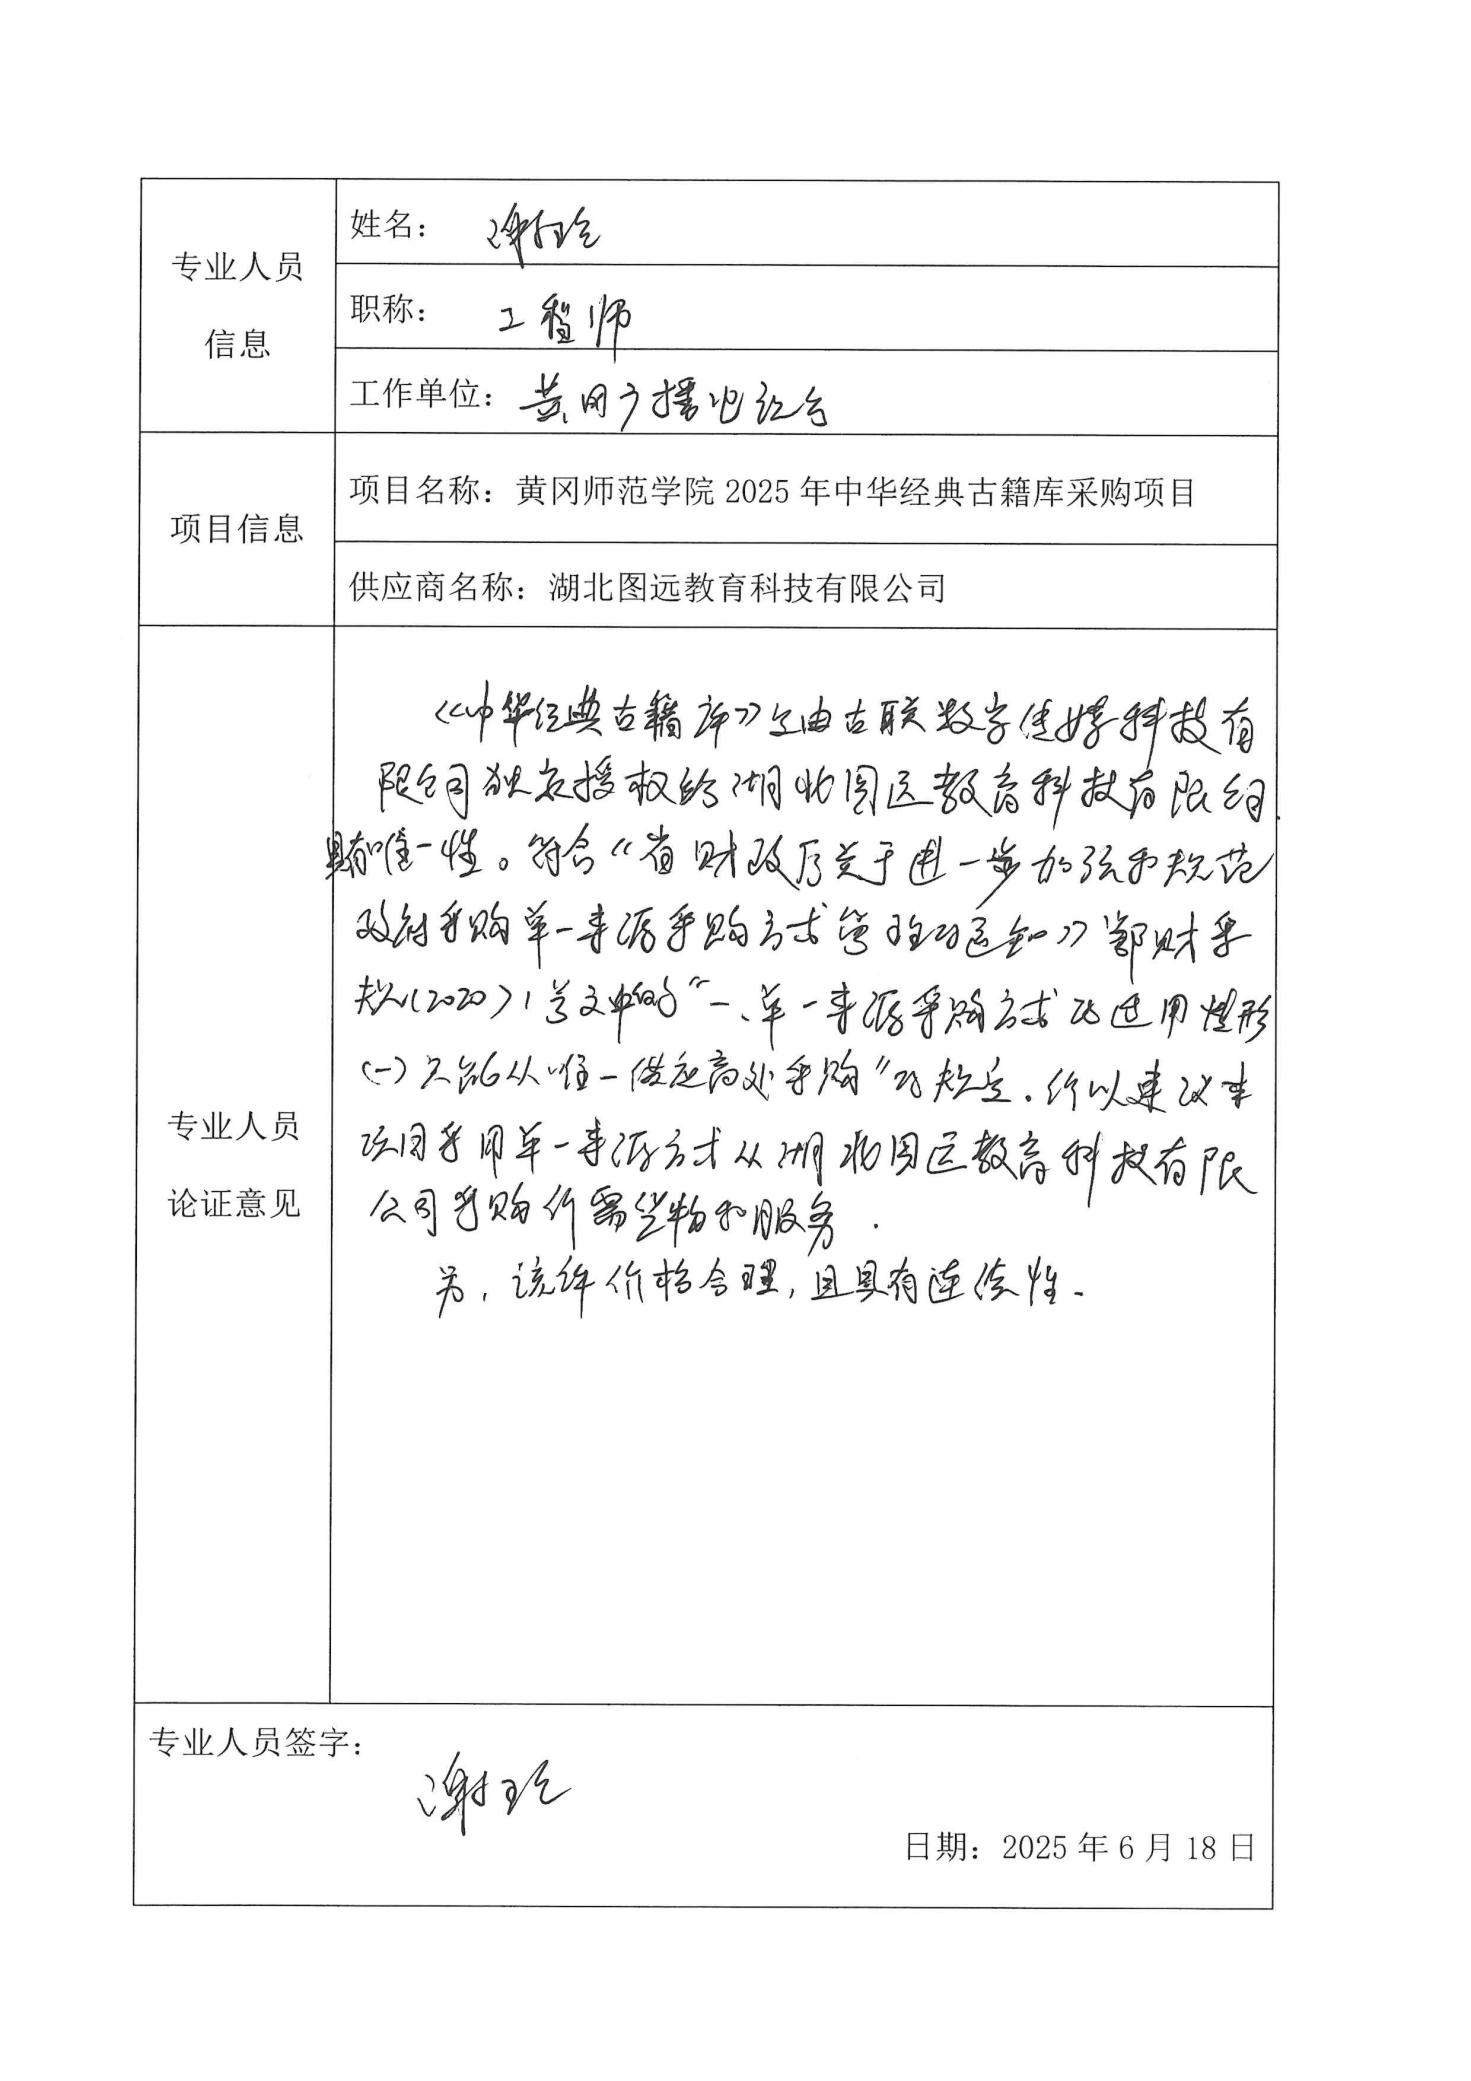 专业人员
信息
姓名：谢
职称：工程师
工作单位：黄冈广播电视台
项目信息
项目名称：黄冈师范学院2025年中华经典古籍库采购项目
供应商名称：湖北图远教育科技有限公司
专业人员
论证意见
《中华经典古籍库》是由古联数字传媒科技有
限公司独家授权给湖北图远教育科技有限公司
具有唯一性。符合《省财政厅关于进一步加强和规范
政府采购单一来源采购方式管理的通知》鄂财采
规（2020）1号文中的“一、单一来源采购方式的适用情形
（一）只能从唯一供应商处采购”的规定.所以建议本
项目采用单一来源方式从湖北图远教育科技有限
公司采购所需货物和服务.
另，该库价格合理，且具有连续性.
专业人员签字：
谢
日期：2025年6月18日